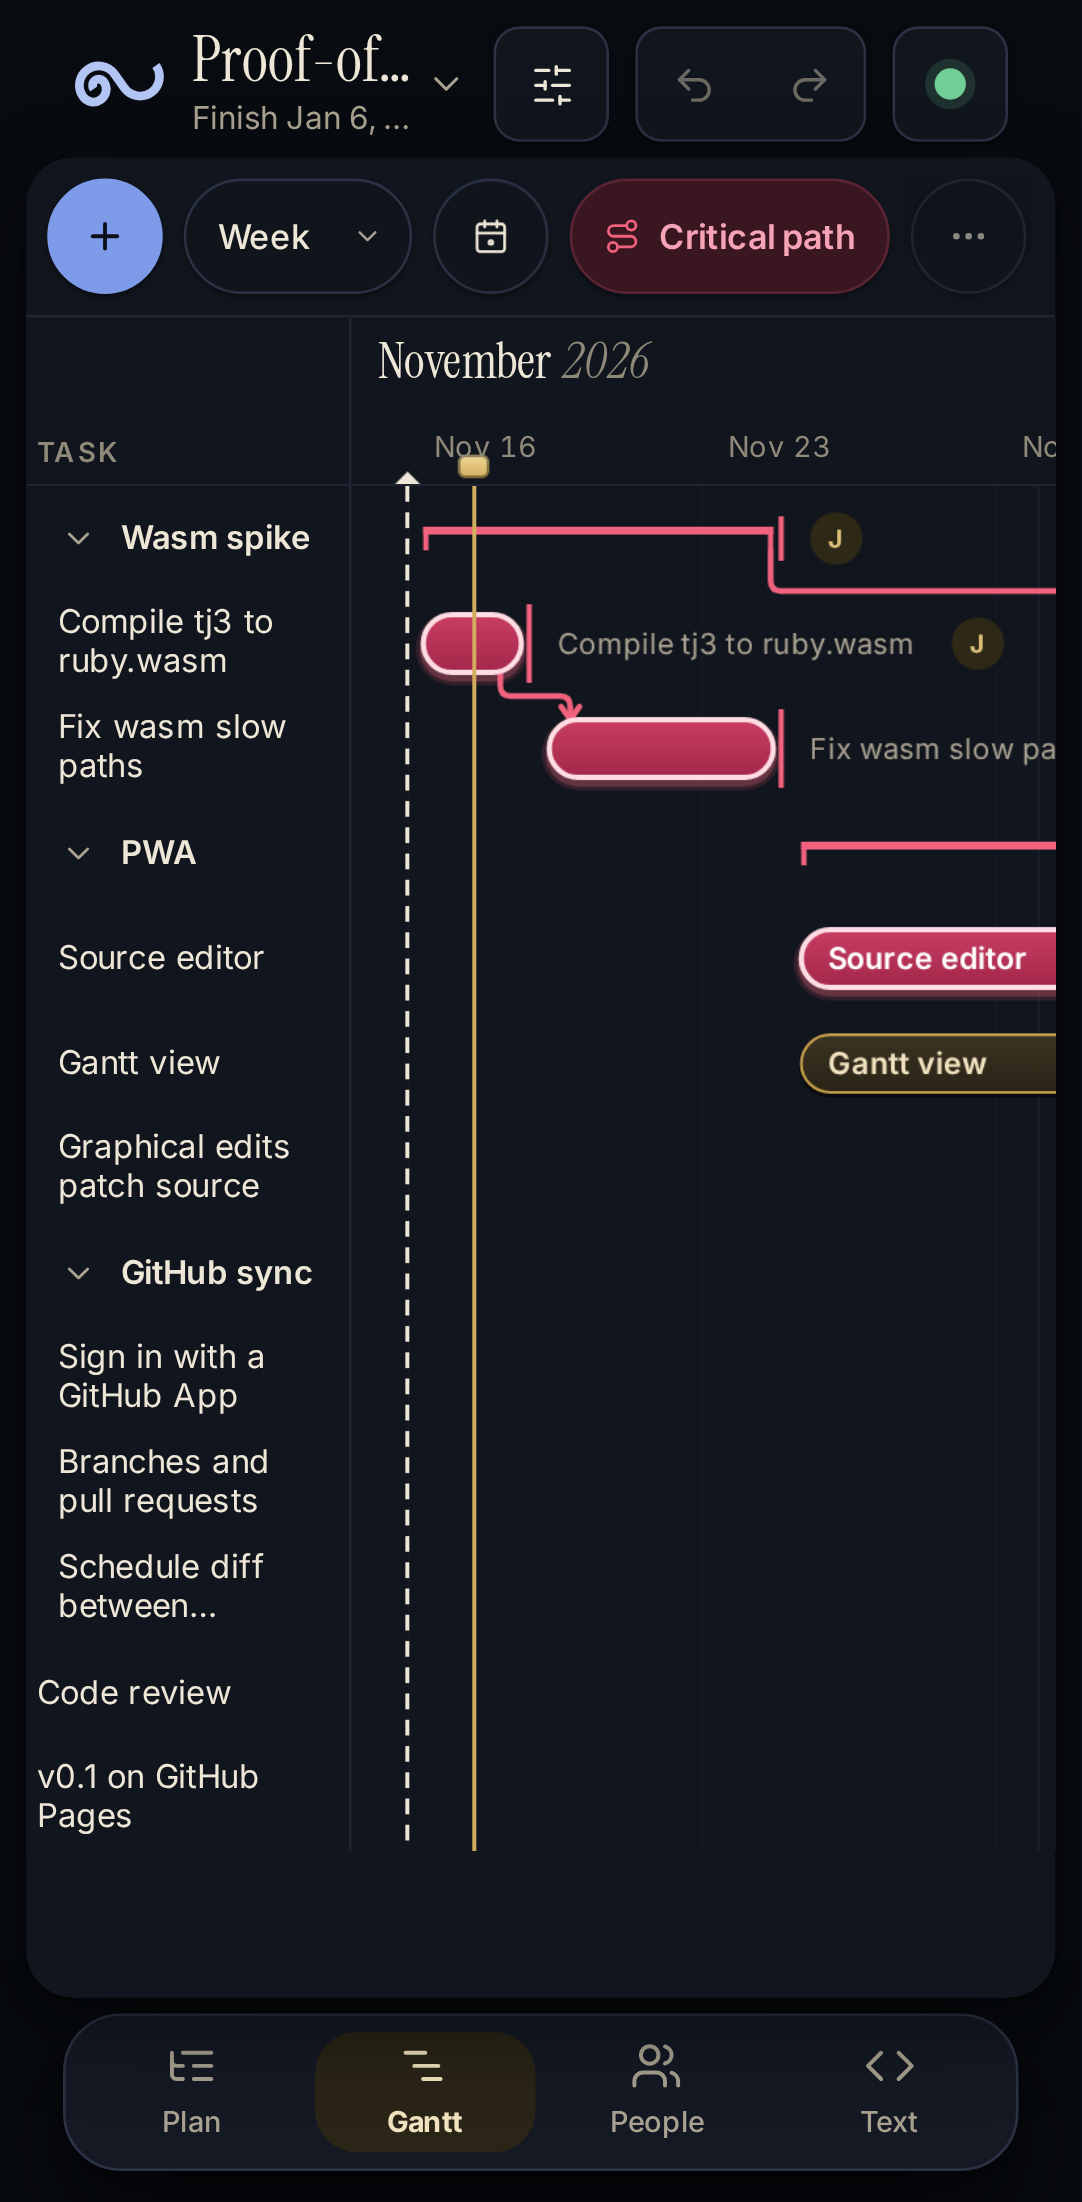 Proof-of…
Finish Jan 6, …
Week
Critical path
November 2026
TASK
Nov 16
Nov 23
No
Wasm spike
J
Compile tj3 to
ruby.wasm
Compile tj3 to ruby.wasm
J
Fix wasm slow
paths
Fix wasm slow pa
PWA
Source editor
Source editor
Gantt view
Gantt view
Graphical edits
patch source
GitHub sync
Sign in with a
GitHub App
Branches and
pull requests
Schedule diff
between…
Code review
v0.1 on GitHub
Pages
Plan
Gantt
People
Text